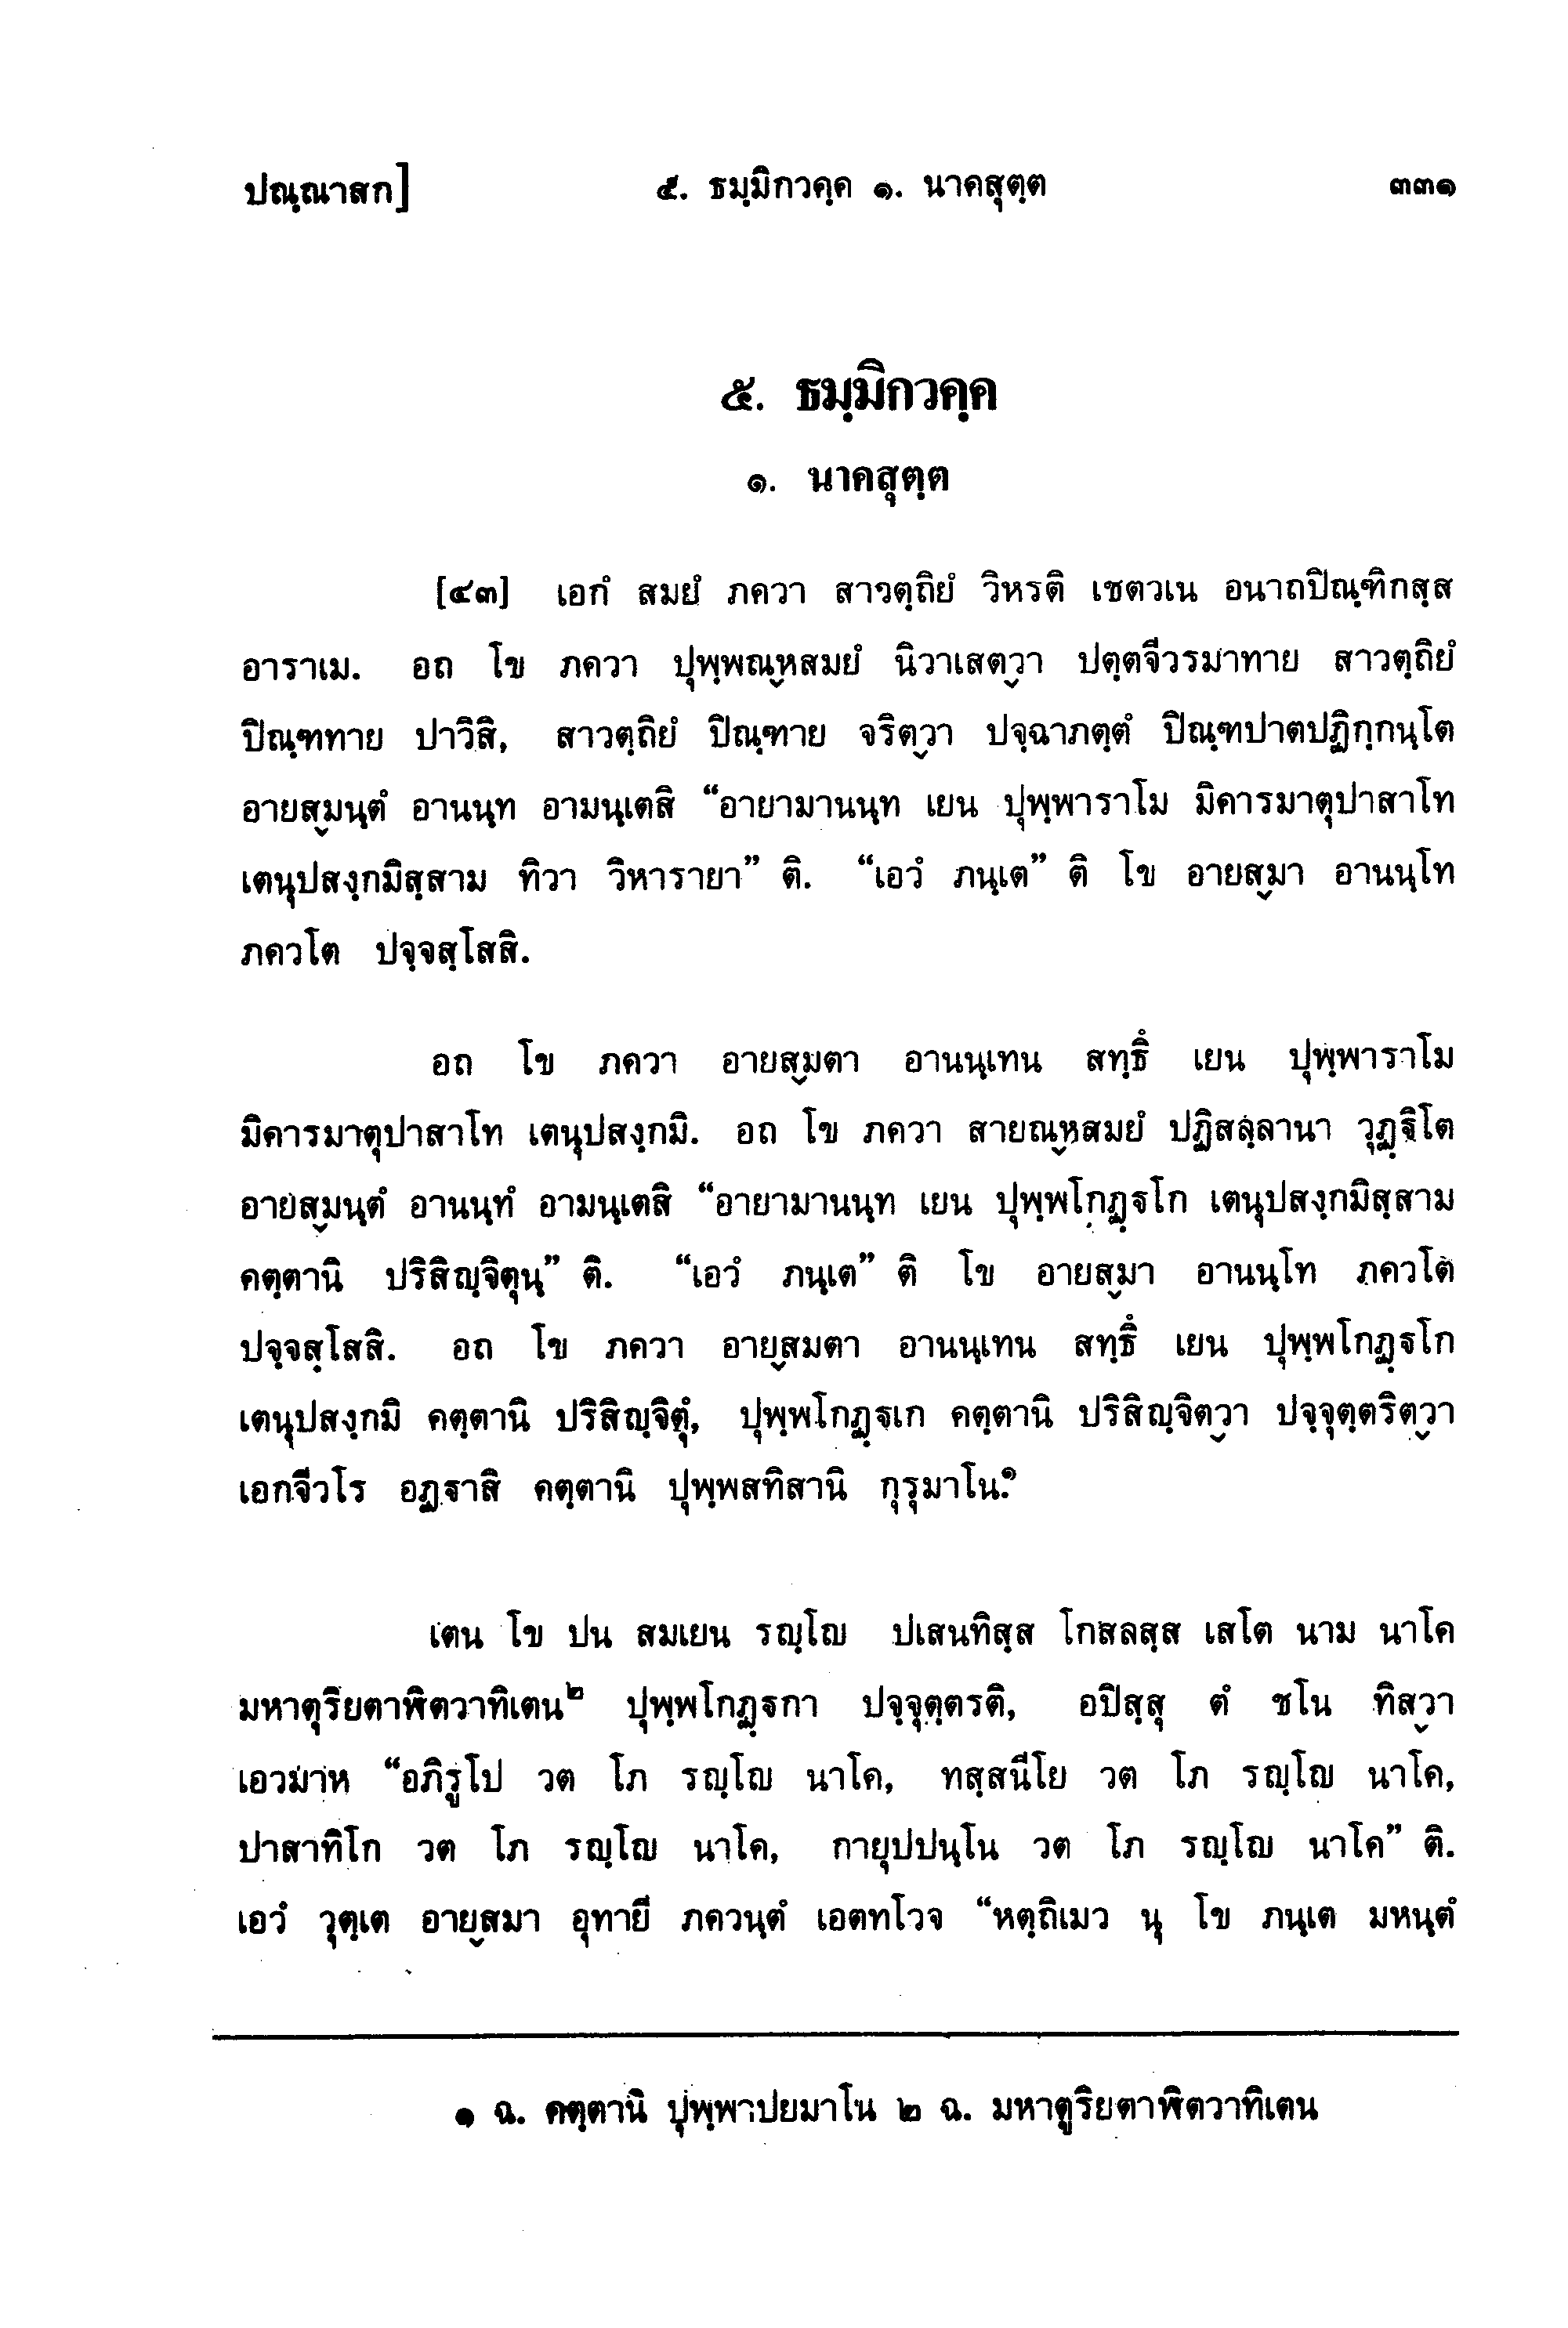 ปณฺณาสก]
๕. ธมฺมิกวคฺค ๑. นาคสุตฺต
๓๓๑
๕. ธมฺมิกวคฺค
๑. นาคสุตฺต
[๔๓] เอกํ สมยํ ภควา สาวตฺถิยํ วิหรติ เชตวเน อนาถปิณฺฑิกสฺส
อาราเม. อถ โข ภควา ปุพฺพณฺหสมยํ นิวาเสตฺวา ปตฺตจีวรมาทาย สาวตฺถิยํ
ปิณฺฑทาย ปาวิสิ, สาวตฺถิยํ ปิณฺฑาย จริตฺวา ปจฺฉาภตฺตํ ปิณฺฑปาตปฏิกฺกนฺโต
อายสฺมนฺตํ อานนฺท อามนฺเตสิ “อายามานนฺท เยน ปุพฺพาราโม มิคารมาตุปาสาโท
เตนุปสงฺกมิสฺสาม ทิวา วิหารายา” ติ. “เอวํ ภนฺเต” ติ โข อายสฺมา อานนฺโท
ภควโต ปจฺจสฺโสสิ.
อถ โข ภควา อายสฺมตา อานนฺเทน สทฺธึ เยน ปุพฺพาราโม
มิคารมาตุปาสาโท เตนุปสงฺกมิ. อถ โข ภควา สายณฺหสมยํ ปฏิสลฺลานา วุฏฺฐิโต
อายสฺมนฺตํ อานนฺทํ อามนฺเตสิ “อายามานนฺท เยน ปุพฺพโกฏฺฐโก เตนุปสงฺกมิสฺสาม
คตฺตานิ ปริสิญฺจิตุนฺ” ติ. “เอวํ ภนฺเต” ติ โข อายสฺมา อานนฺโท ภควโต
ปจฺจสฺโสสิ. อถ โข ภควา อายฺสมตา อานนฺเทน สทฺธึ เยน ปุพฺพโกฏฺฐโก
เตนุปสงฺกมิ คตฺตานิ ปริสิญฺจิตุํ, ปุพฺพโกฏฺฐเก คตฺตานิ ปริสิญฺจิตฺวา ปจฺจุตฺตริตฺวา
เอกจีวโร อฏฺฐาสิ คตฺตานิ ปุพฺพสทิสานิ กุรุมาโน.๑
เตน โข ปน สมเยน รญฺโญ ปเสนทิสฺส โกสลสฺส เสโต นาม นาโค
มหาตุริยตาฬิตวาทิเตน๒ ปุพฺพโกฏฺฐกา ปจฺจุตฺตรติ, อปิสฺสุ ตํ ชโน ทิสฺวา
เอวมาห “อภิรูโป วต โภ รญฺโญ นาโค, ทสฺสนีโย วต โภ รญฺโญ นาโค,
ปาสาทิโก วต โภ รญฺโญ นาโค, กายุปปนฺโน วต โภ รญฺโญ นาโค” ติ.
เอวํ วุตฺเต อายฺสมา อุทายี ภควนฺตํ เอตทโวจ “หตฺถิเมว นุ โข ภนฺเต มหนฺตํ
๑ ฉ. คตฺตานิ ปุพฺพาปยมาโน ๒ ฉ. มหาตูริยตาฬิตวาทิเตน